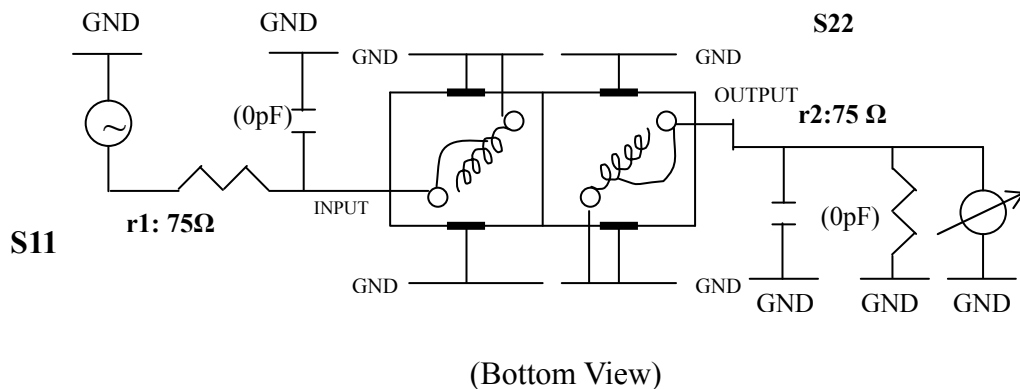 GND
GND
S22
GND
GND
OUTPUT
(0pF)
r2:75 Ω
INPUT
r1: 75Ω
(0pF)
S11
GND
GND
GND
GND
GND
(Bottom View)